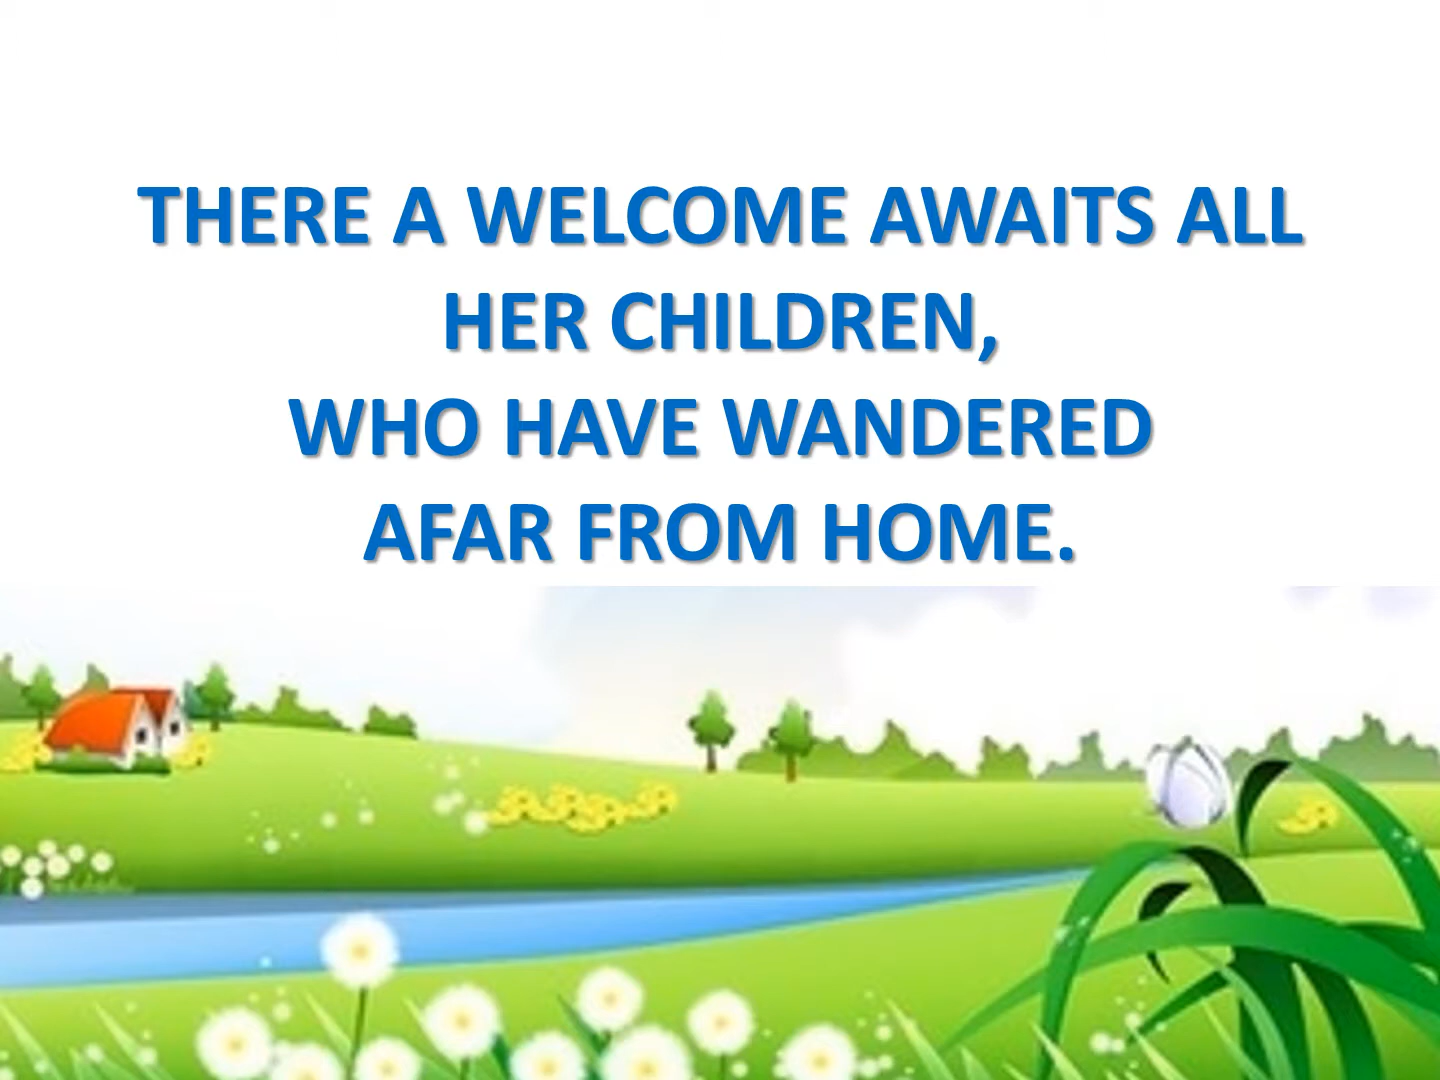 THERE A WELCOME AWAITS ALL
HER CHILDREN,
WHO HAVE WANDERED
AFAR FROM HOME.